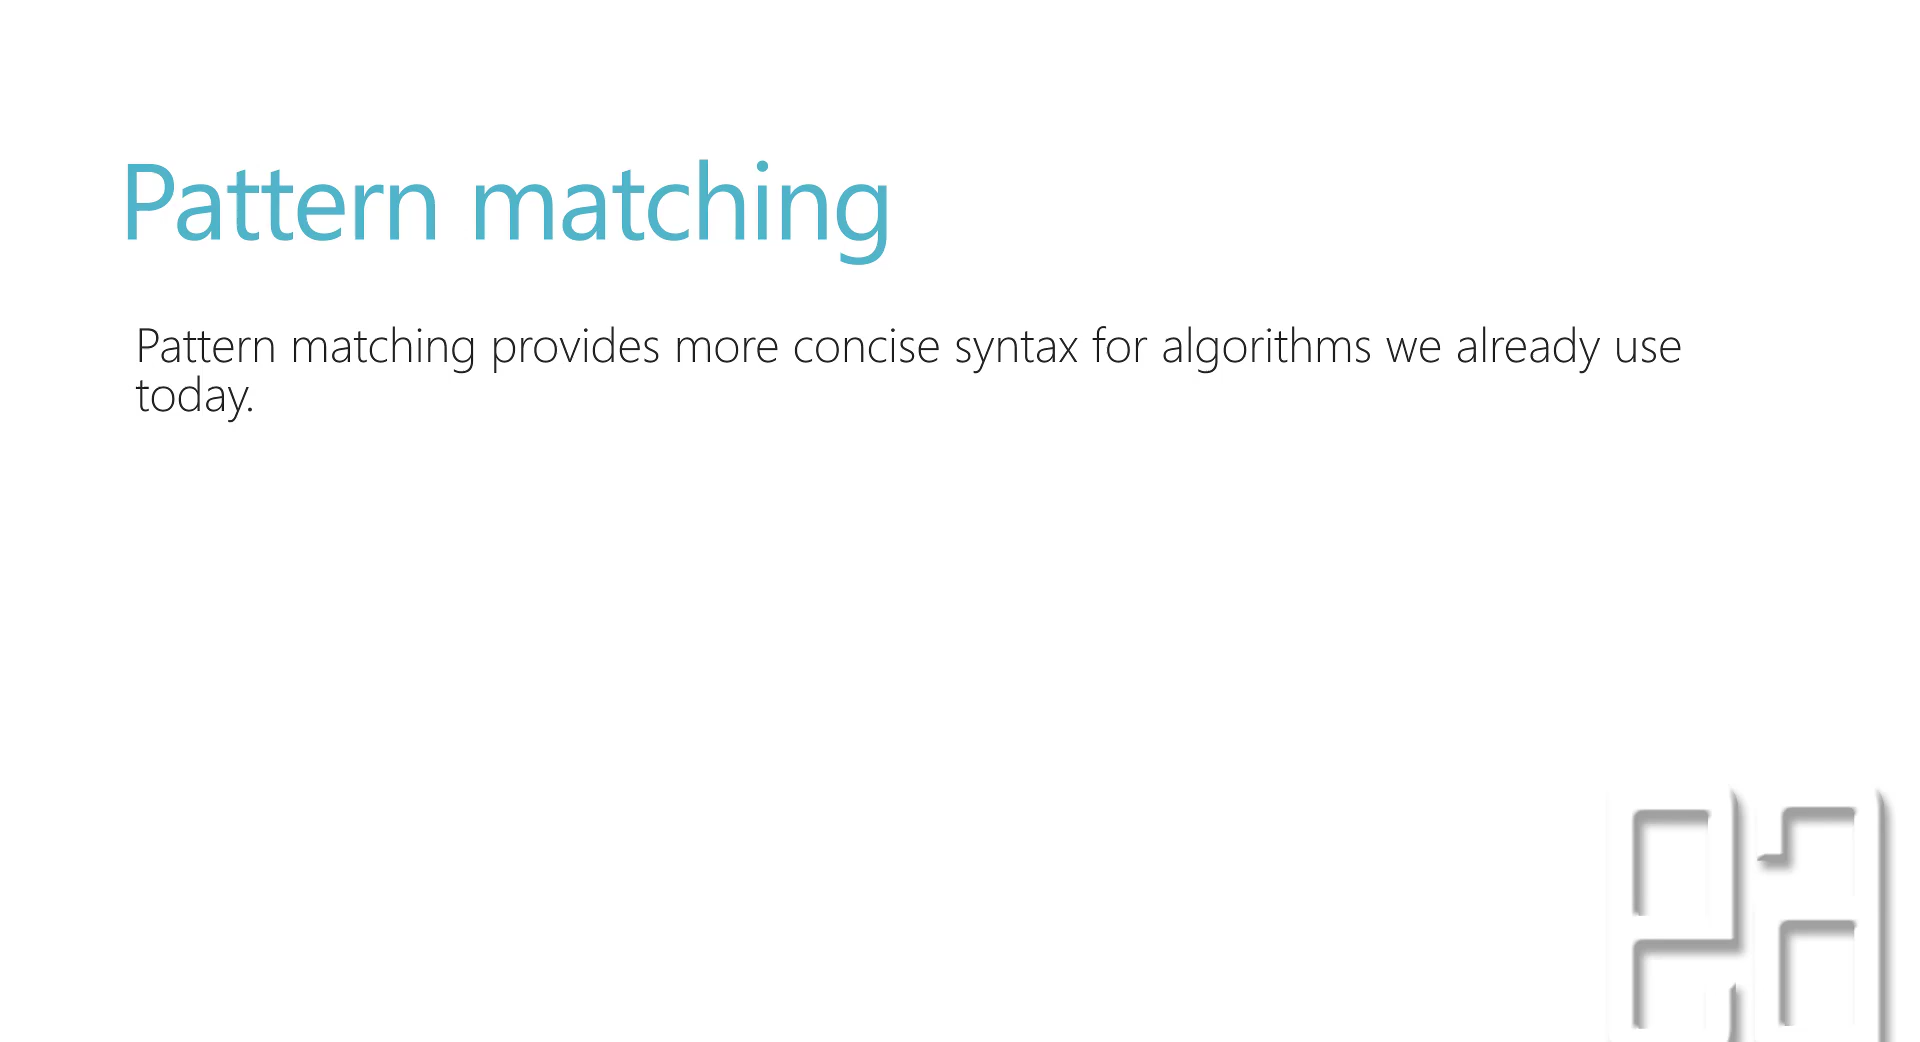 Pattern matching
Pattern matching provides more concise syntax for algorithms we already use
today.